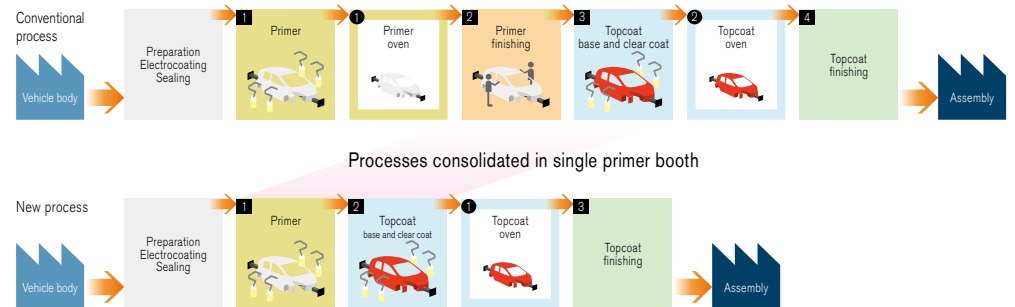 Conventional
process
Vehicle body
Preparation
Electrocoating
Sealing
1
Primer
1
Primer
oven
2
Primer
finishing
3
Topcoat
base and clear coat
2
Topcoat
oven
4
Topcoat
finishing
Assembly
Processes consolidated in single primer booth
New process
Vehicle body
Preparation
Electrocoating
Sealing
1
Primer
2
Topcoat
base and clear coat
1
Topcoat
oven
3
Topcoat
finishing
Assembly